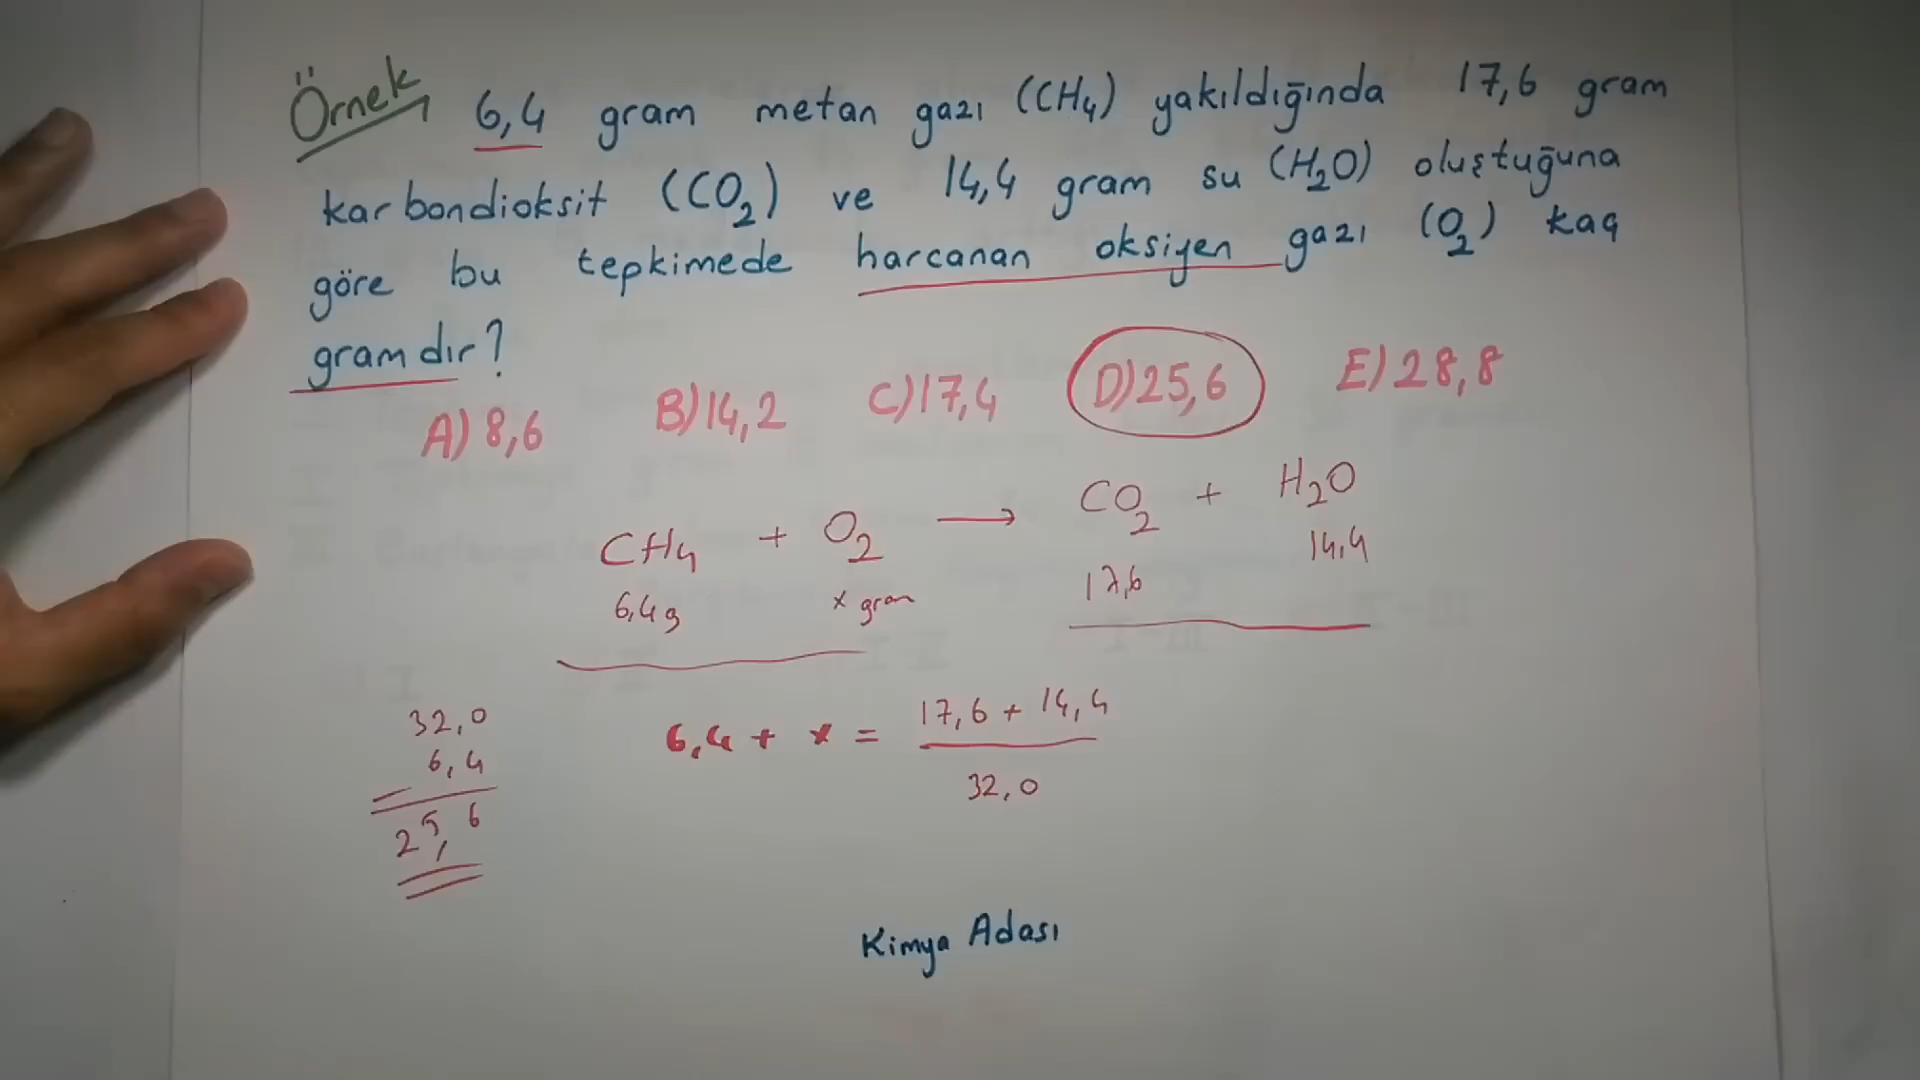 Örnek 6,4 gram metan gazı (CH₄) yakıldığında 17,6 gram
karbondioksit (CO₂) ve 14,4 gram su (H₂O) oluştuğuna
göre bu tepkimede harcanan oksijen gazı (O₂) kaç
gramdır?
A) 8,6 B) 14,2 C) 17,4 D) 25,6 E) 28,8
CH₄ + O₂ → CO₂ + H₂O
6,4g x gram 17,6 14,4
6,4 + x = 17,6 + 14,4
32,0
32,0
6,4
25,6
Kimya Adası